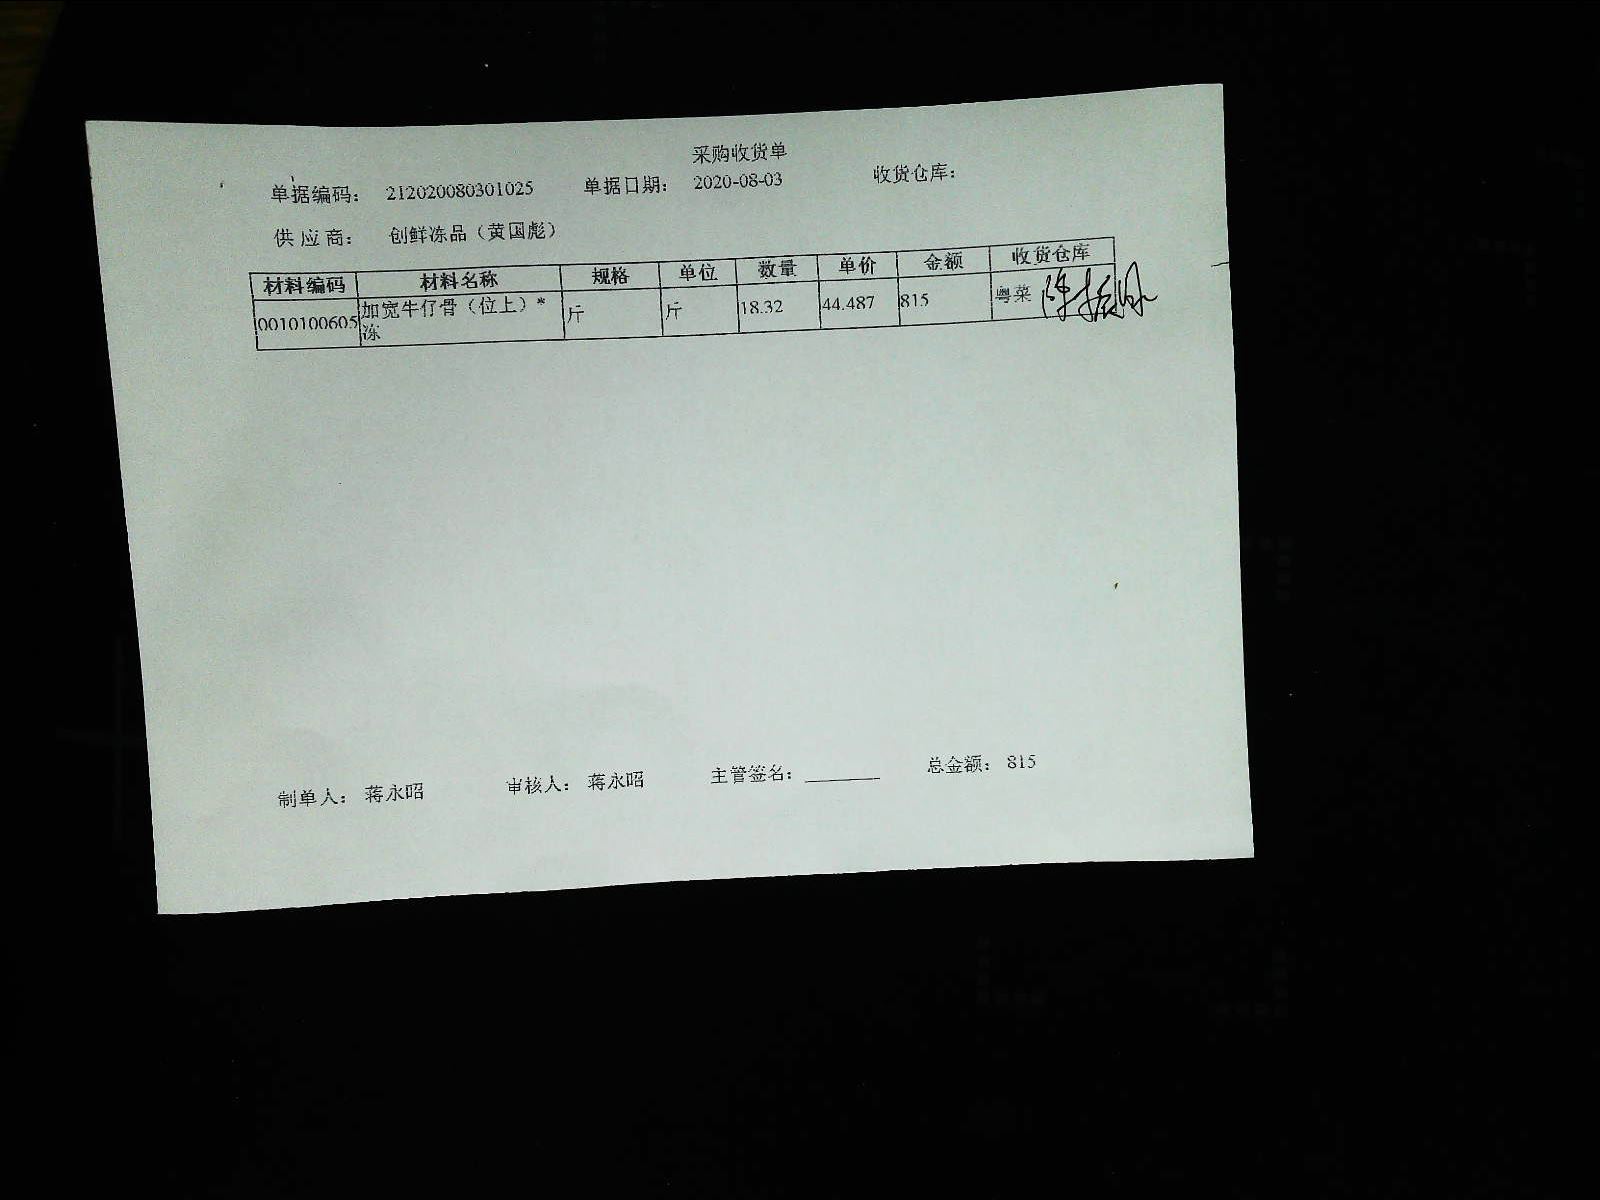 采购收货单
单据编码： 212020080301025 单据日期： 2020-08-03 收货仓库：
供 应 商： 创鲜冻品（黄国彪）
材料编码 材料名称 规格 单位 数量 单价 金额 收货仓库
0010100605 加宽牛仔骨（位上）* 斤 斤 18.32 44.487 815 粤菜
冻
制单人： 蒋永昭 审核人： 蒋永昭 主管签名： 总金额： 815